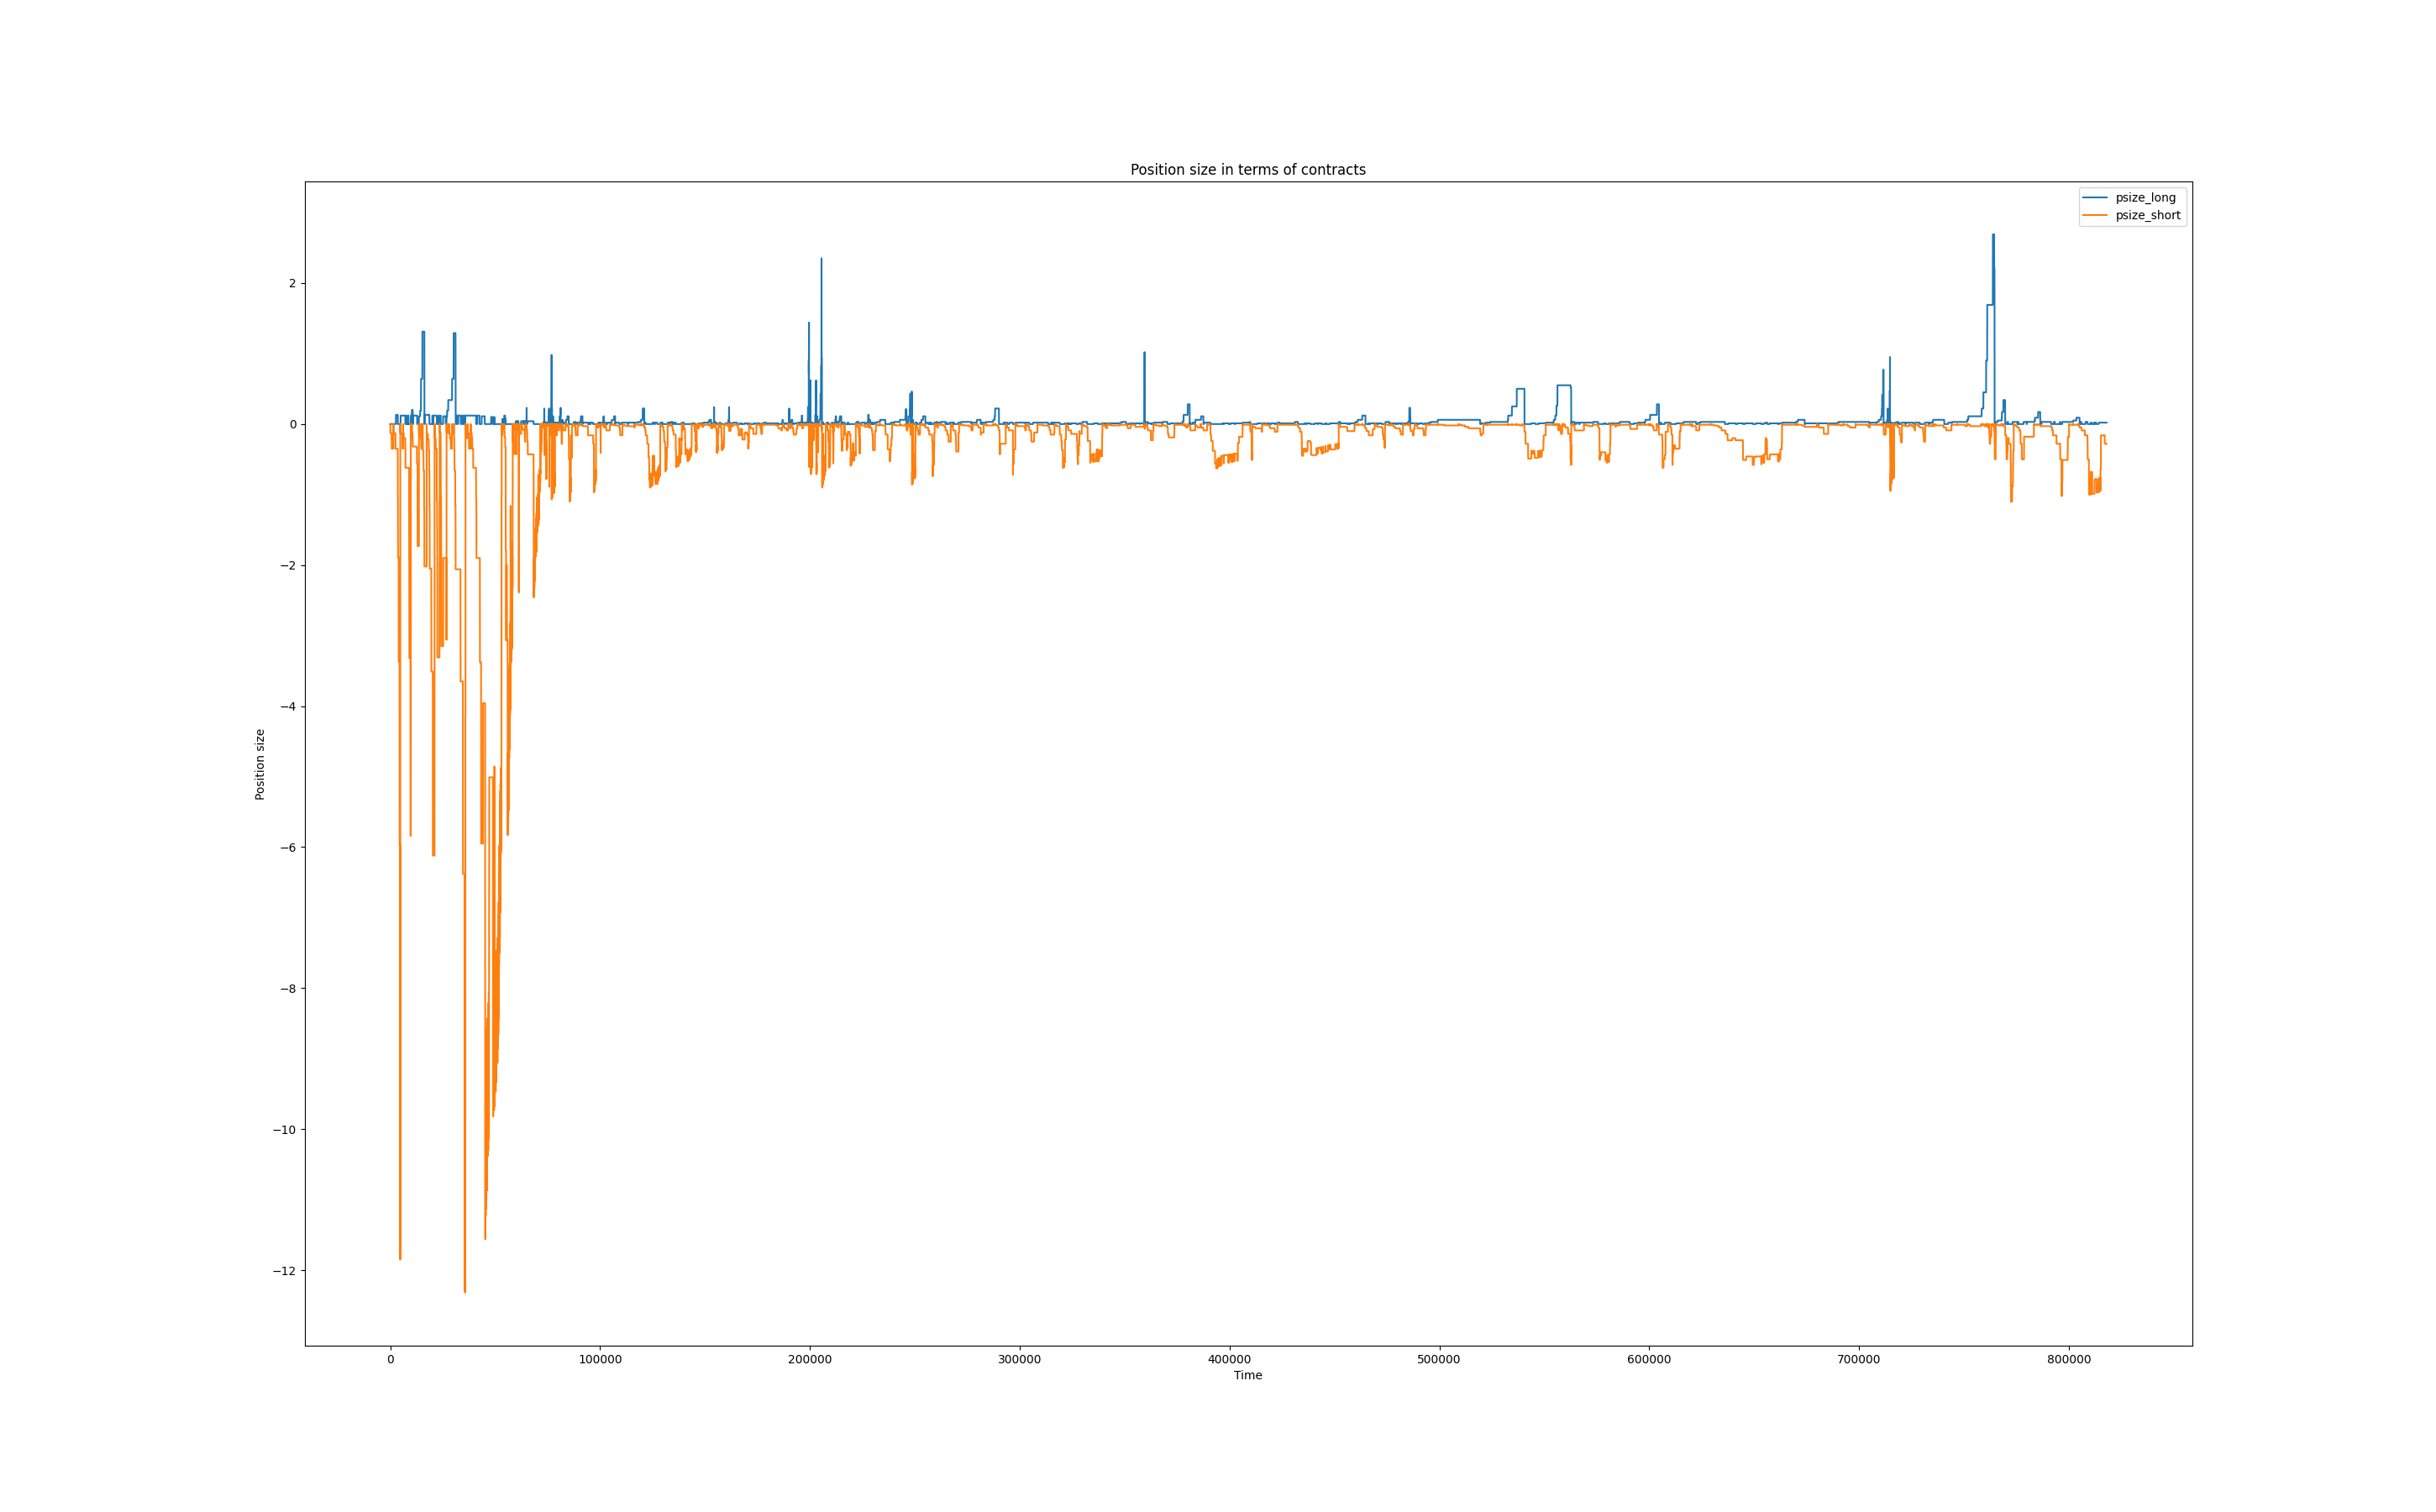 Position size in terms of contracts
psize_long
psize_short
2
0
−2
−4
−6
−8
−10
−12
Position size
0 100000 200000 300000 400000 500000 600000 700000 800000
Time